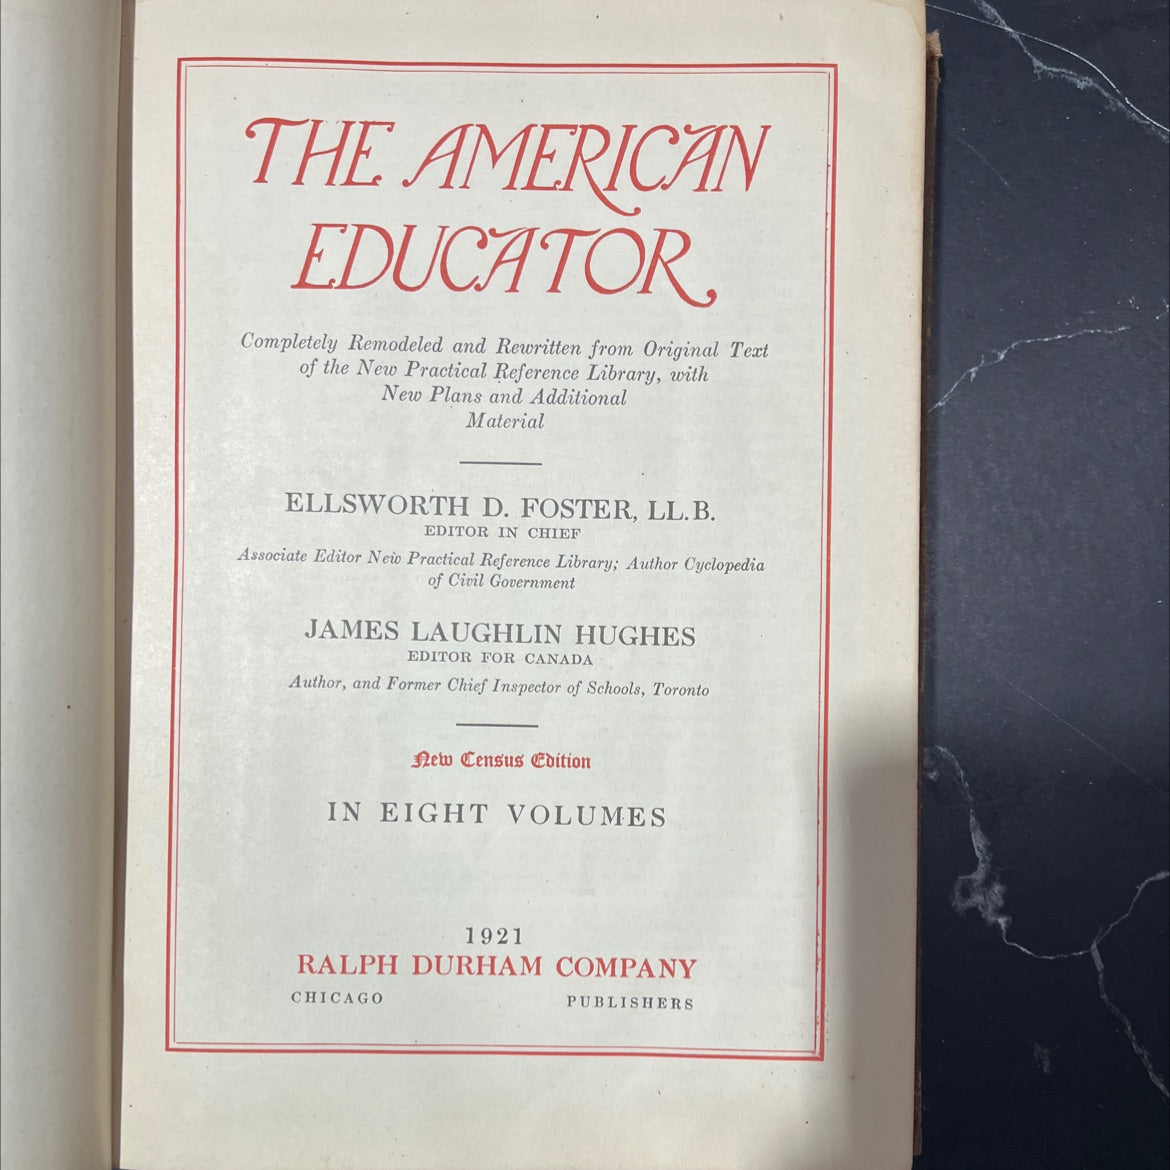 THE AMERICAN
EDUCATOR
Completely Remodeled and Rewritten from Original Text
of the New Practical Reference Library, with
New Plans and Additional
Material
ELLSWORTH D. FOSTER, LL.B.
EDITOR IN CHIEF
Associate Editor New Practical Reference Library; Author Cyclopedia
of Civil Government
JAMES LAUGHLIN HUGHES
EDITOR FOR CANADA
Author, and Former Chief Inspector of Schools, Toronto
New Census Edition
IN EIGHT VOLUMES
1921
RALPH DURHAM COMPANY
CHICAGO PUBLISHERS